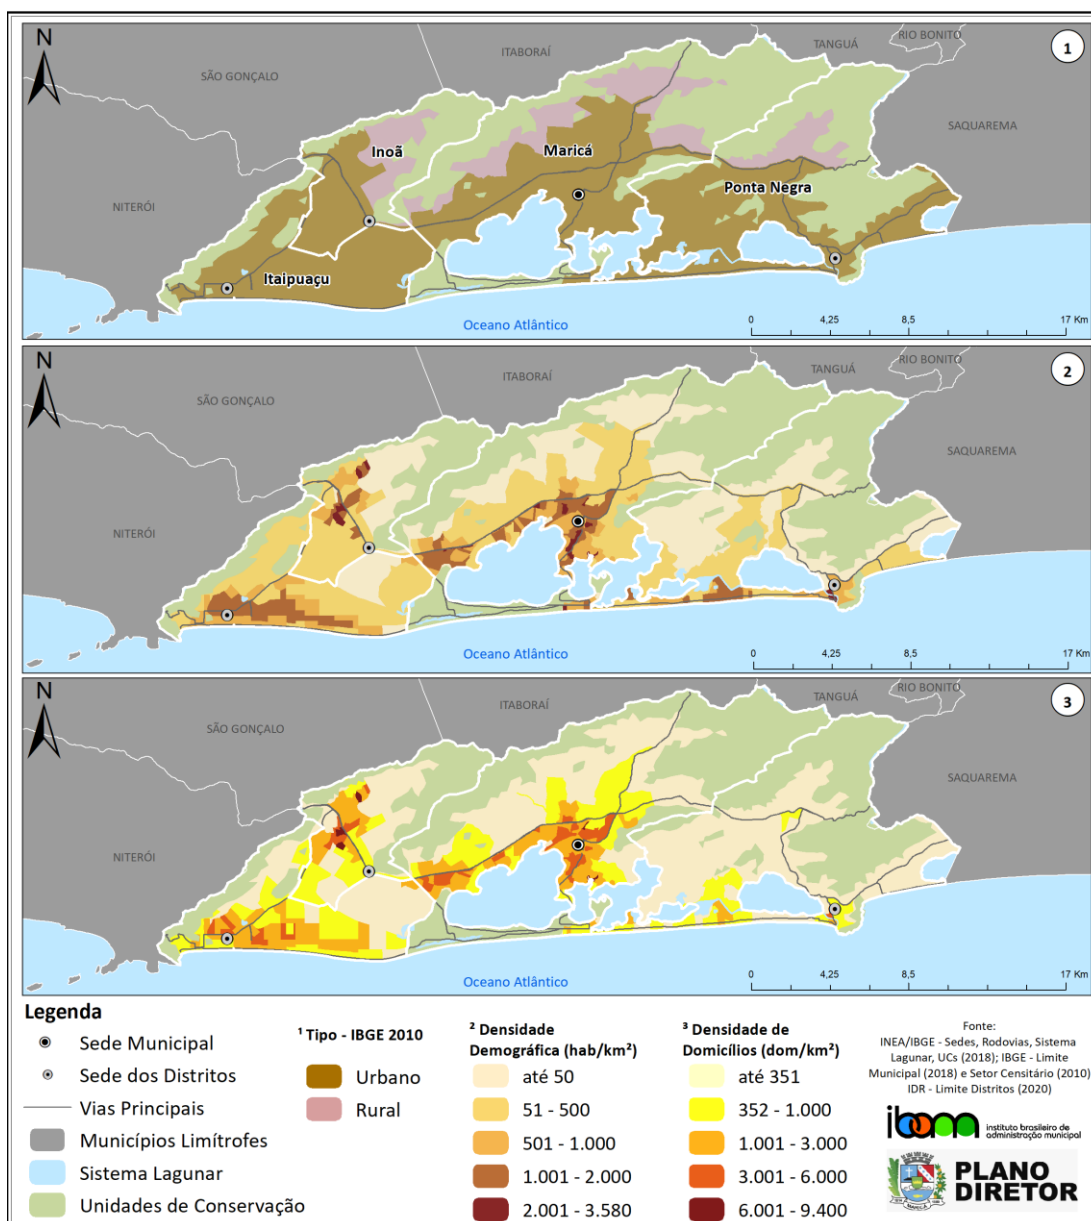 N
1
RIO BONITO
TANGUÁ
ITABORAÍ
SÃO GONÇALO
SAQUAREMA
NITERÓI
Inoã
Maricá
Ponta Negra
Itaipuaçu
Oceano Atlântico
0 4,25 8,5 17 Km
N
2
RIO BONITO
TANGUÁ
ITABORAÍ
SÃO GONÇALO
SAQUAREMA
NITERÓI
Oceano Atlântico
0 4,25 8,5 17 Km
N
3
RIO BONITO
TANGUÁ
ITABORAÍ
SÃO GONÇALO
SAQUAREMA
NITERÓI
Oceano Atlântico
0 4,25 8,5 17 Km
Legenda
Sede Municipal
Sede dos Distritos
Vias Principais
Municípios Limítrofes
Sistema Lagunar
Unidades de Conservação
¹ Tipo - IBGE 2010
Urbano
Rural
² Densidade
Demográfica (hab/km²)
até 50
51 - 500
501 - 1.000
1.001 - 2.000
2.001 - 3.580
³ Densidade de
Domicílios (dom/km²)
até 351
352 - 1.000
1.001 - 3.000
3.001 - 6.000
6.001 - 9.400
Fonte:
INEA/IBGE - Sedes, Rodovias, Sistema
Lagunar, UCs (2018); IBGE - Limite
Municipal (2018) e Setor Censitário (2010)
IDR - Limite Distritos (2020)
ibam
instituto brasileiro de
administração municipal
PLANO
DIRETOR